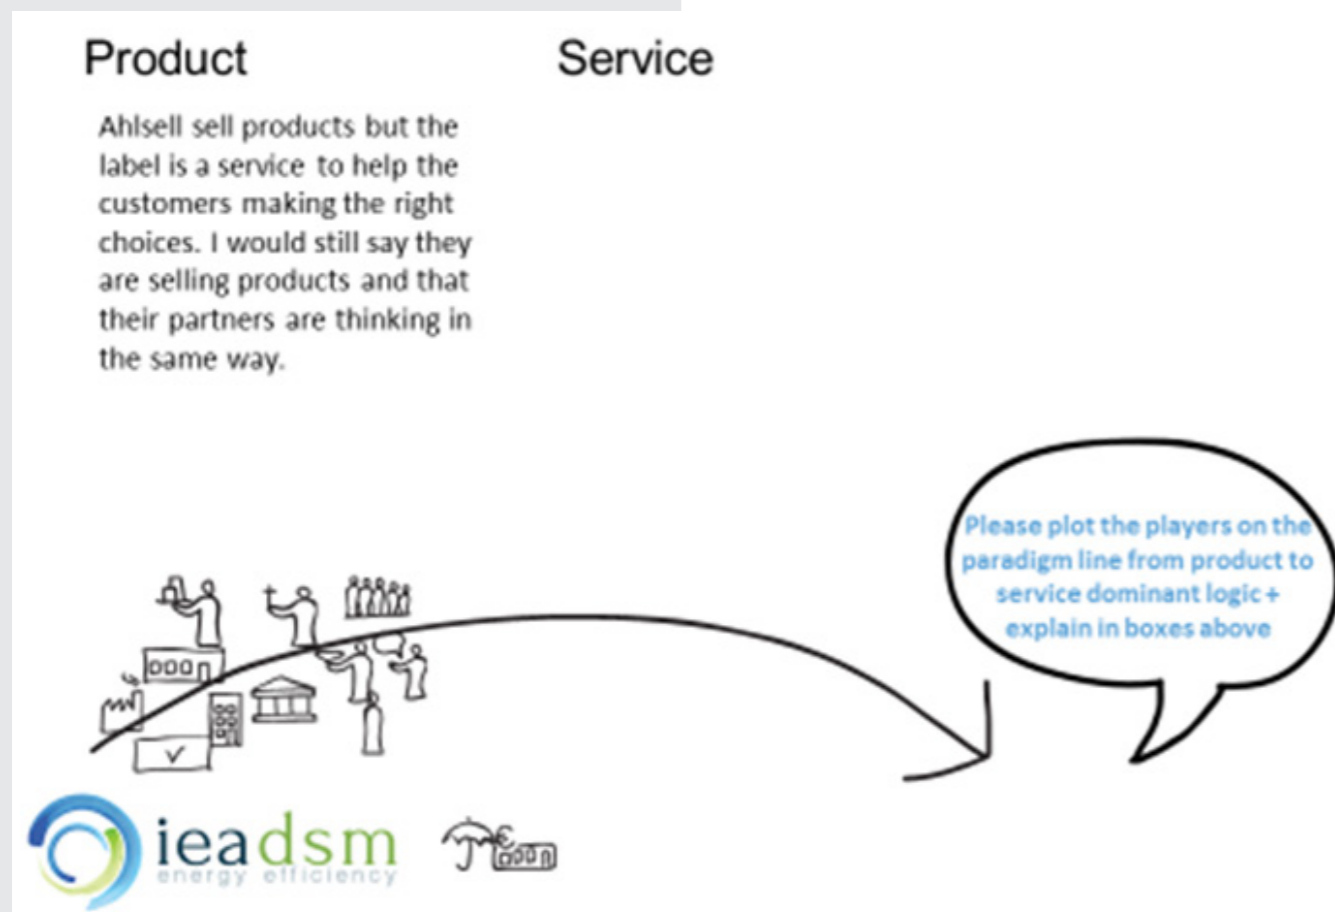 Product
Service
Ahlsell sell products but the
label is a service to help the
customers making the right
choices. I would still say they
are selling products and that
their partners are thinking in
the same way.
Please plot the players on the
paradigm line from product to
service dominant logic +
explain in boxes above
ieadsm
energy efficiency
€